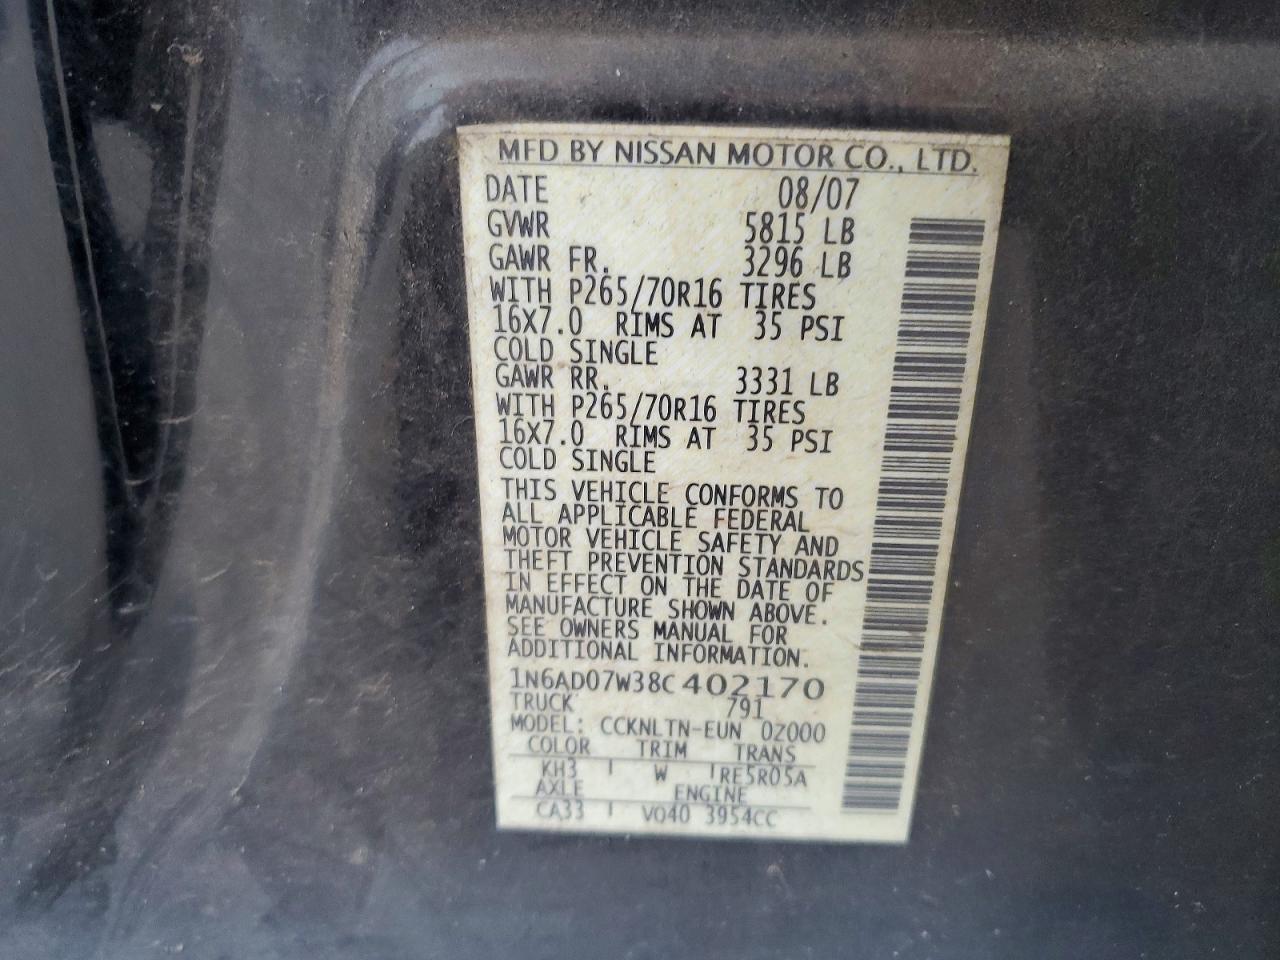 MFD BY NISSAN MOTOR CO., LTD.
DATE 08/07
GVWR 5815 LB
GAWR FR. 3296 LB
WITH P265/70R16 TIRES
16X7.0 RIMS AT 35 PSI
COLD SINGLE
GAWR RR. 3331 LB
WITH P265/70R16 TIRES
16X7.0 RIMS AT 35 PSI
COLD SINGLE
THIS VEHICLE CONFORMS TO
ALL APPLICABLE FEDERAL
MOTOR VEHICLE SAFETY AND
THEFT PREVENTION STANDARDS
IN EFFECT ON THE DATE OF
MANUFACTURE SHOWN ABOVE.
SEE OWNERS MANUAL FOR
ADDITIONAL INFORMATION.
1N6AD07W38C402170
TRUCK 791
MODEL: CCKNLTN-EUN 0Z000
COLOR TRIM TRANS
KH3 W RE5R05A
AXLE ENGINE
CA33 VQ40 3954CC